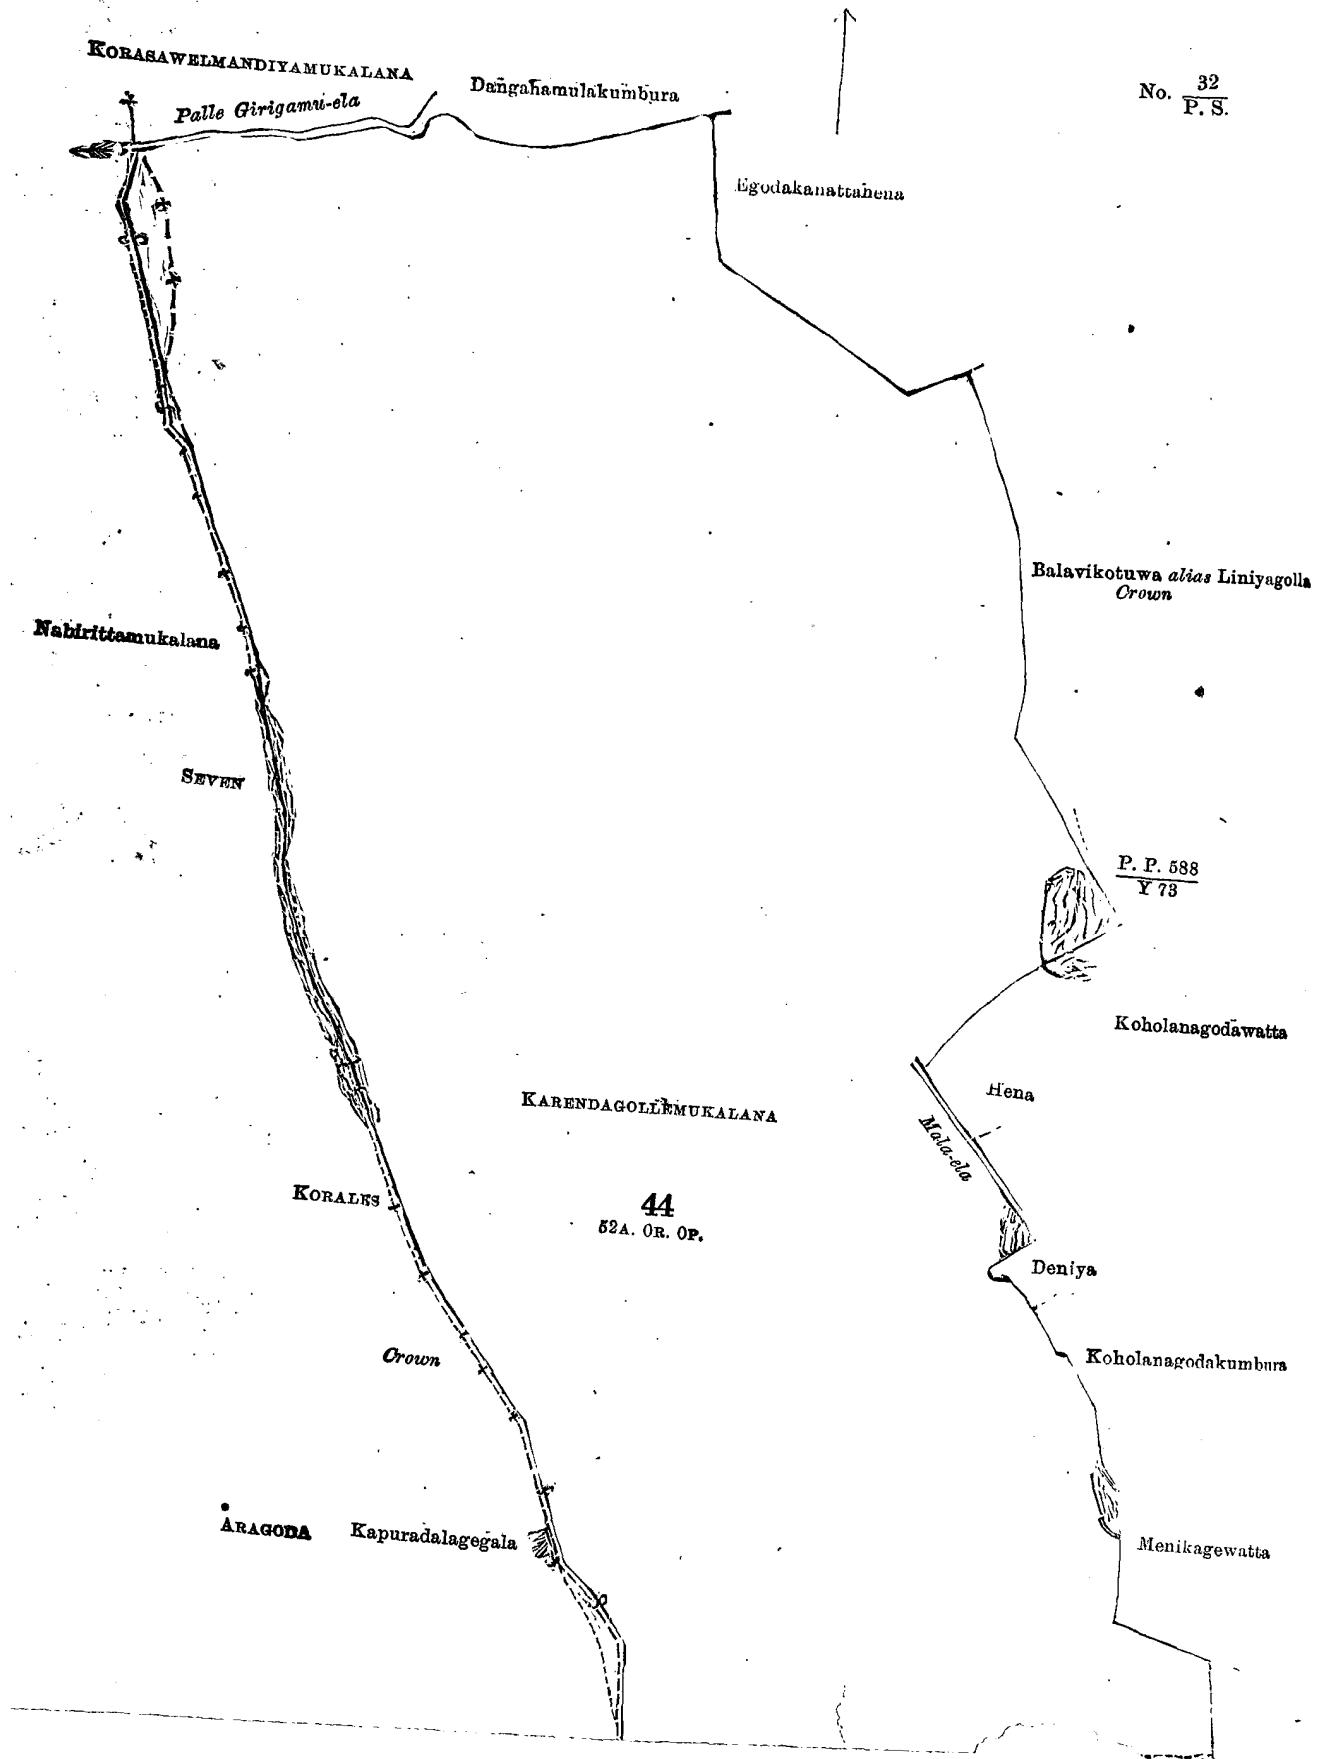 KORASAWELMANDIYAMUKALANA
Dangahamulakumbura
No. 32
P. S.
Palle Girigamu-ela
Egodakanattahena
Balavikotuwa alias Liniyagolla
Crown
Nabirittamukalana
SEVEN
P. P. 588
Y 73
Koholanagodawatta
Hena
Mala-ela
KARENDAGOLLEMUKALANA
KORALES
44
52A. 0R. 0P.
Deniya
Crown
Koholanagodakumbura
ARAGODA
Kapuradalagegala
Menikagewatta